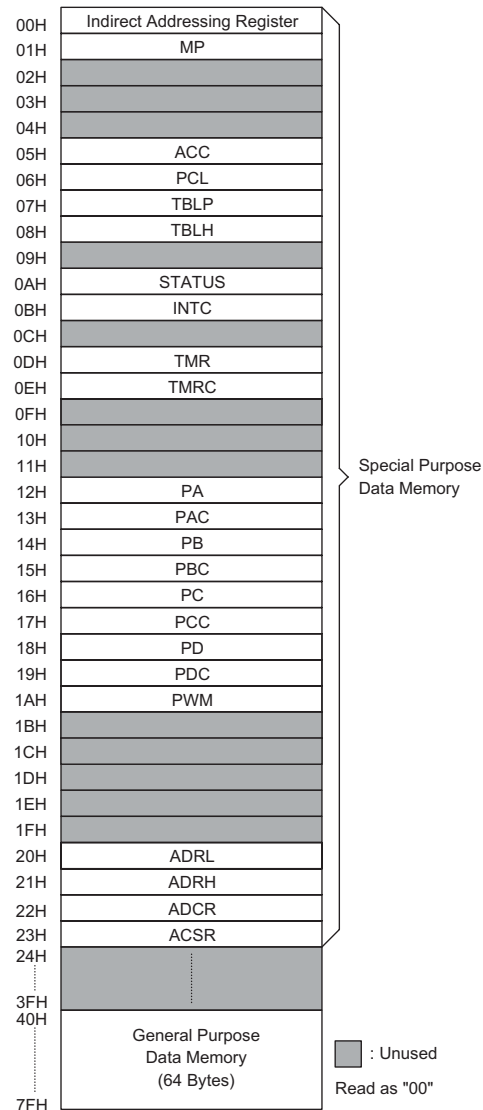 00H Indirect Addressing Register
01H MP
02H
03H
04H
05H ACC
06H PCL
07H TBLP
08H TBLH
09H
0AH STATUS
0BH INTC
0CH
0DH TMR
0EH TMRC
0FH
10H
11H
Special Purpose
Data Memory
12H PA
13H PAC
14H PB
15H PBC
16H PC
17H PCC
18H PD
19H PDC
1AH PWM
1BH
1CH
1DH
1EH
1FH
20H ADRL
21H ADRH
22H ADCR
23H ACSR
24H
3FH
40H
General Purpose
Data Memory
(64 Bytes)
7FH
: Unused
Read as "00"